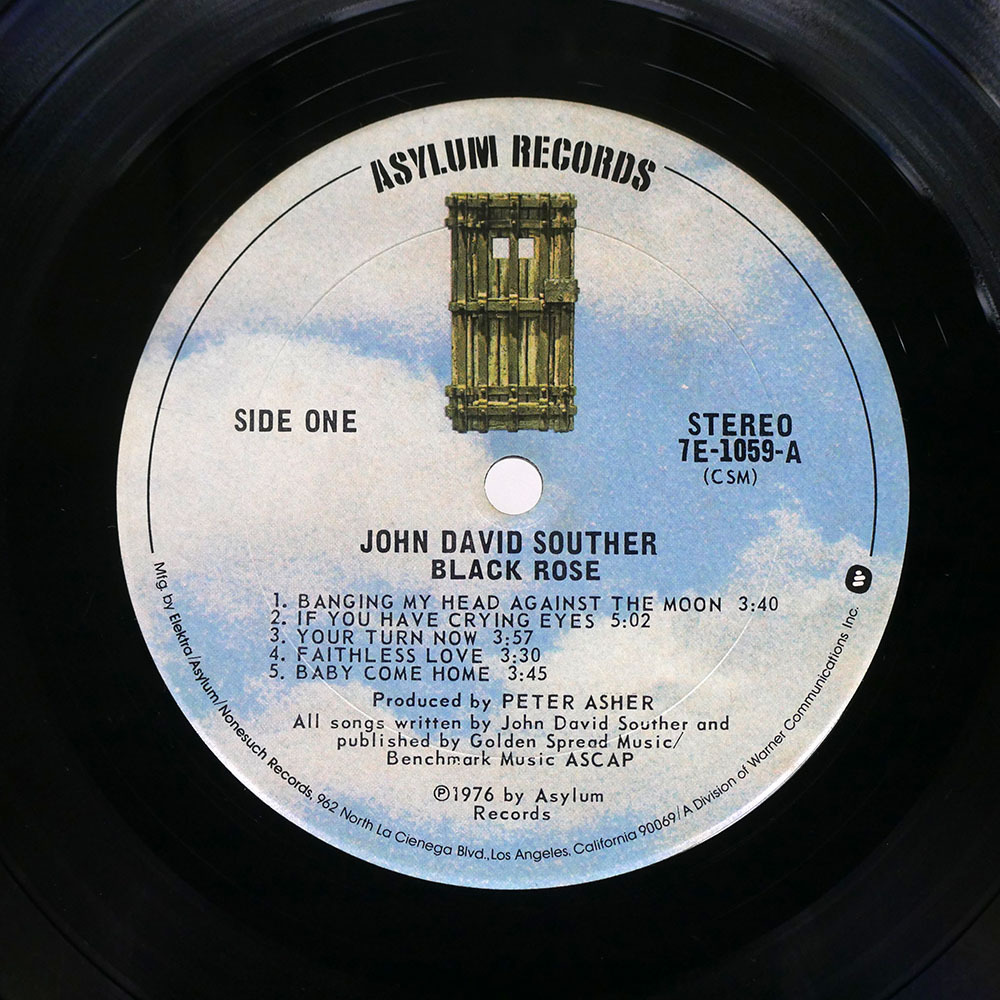 ASYLUM RECORDS
SIDE ONE
STEREO
7E-1059-A
(CSM)
JOHN DAVID SOUTHER
BLACK ROSE
1. BANGING MY HEAD AGAINST THE MOON 3:40
2. IF YOU HAVE CRYING EYES 5:02
3. YOUR TURN NOW 3:57
4. FAITHLESS LOVE 3:30
5. BABY COME HOME 3:45
Produced by PETER ASHER
All songs written by John David Souther and
published by Golden Spread Music/
Benchmark Music ASCAP
℗1976 by Asylum
Records
Mfg. by Elektra/Asylum/Nonesuch Records, 962 North La Cienega Blvd., Los Angeles, California 90069/A Division of Warner Communications Inc.